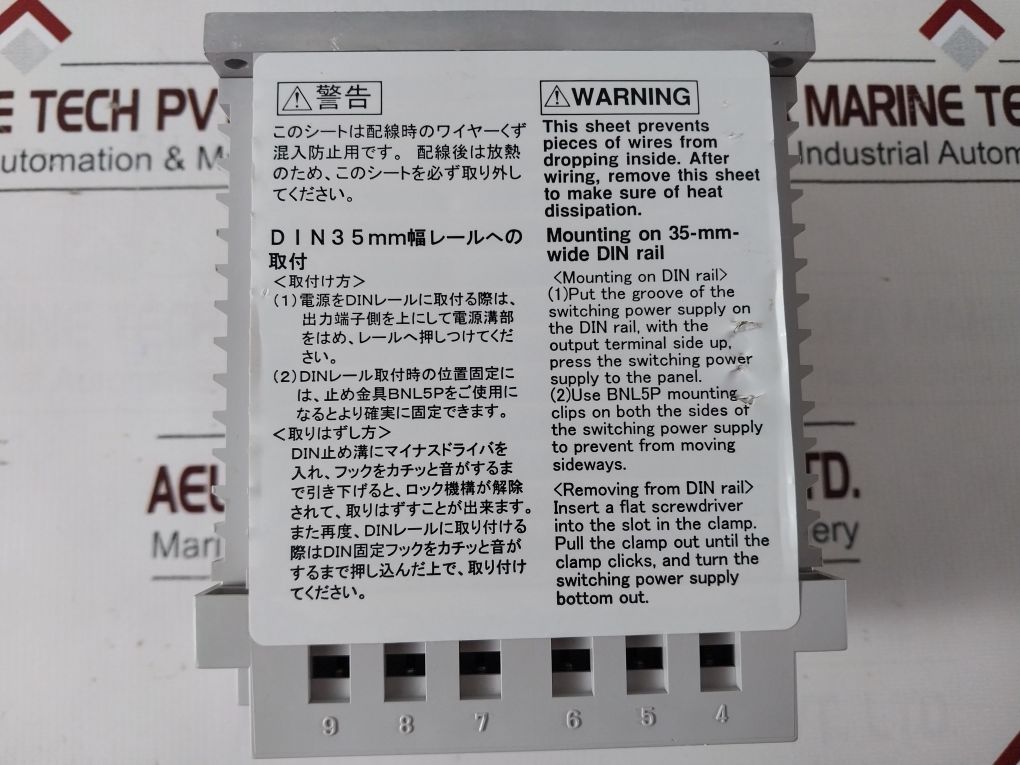 E TECH PV
utomation & M
MARINE TE
Industrial Autom
警告
このシートは配線時のワイヤーくず
混入防止用です。 配線後は放熱
のため、このシートを必ず取り外し
てください。
DIN35mm幅レールへの
取付
<取付け方>
(1)電源をDINレールに取付る際は、
出力端子側を上にして電源溝部
をはめ、レールへ押しつけてくだ
さい。
(2)DINレール取付時の位置固定に
は、止め金具BNL5Pをご使用に
なるとより確実に固定できます。
<取りはずし方>
DIN止め溝にマイナスドライバを
入れ、フックをカチッと音がするま
で引き下げると、ロック機構が解除
されて、取りはずすことが出来ます。
また再度、DINレールに取り付ける
際はDIN固定フックをカチッと音が
するまで押し込んだ上で、取り付け
てください。
WARNING
This sheet prevents
pieces of wires from
dropping inside. After
wiring, remove this sheet
to make sure of heat
dissipation.
Mounting on 35-mm-
wide DIN rail
<Mounting on DIN rail>
(1)Put the groove of the
switching power supply on
the DIN rail, with the
output terminal side up,
press the switching power
supply to the panel.
(2)Use BNL5P mounting
clips on both the sides of
the switching power supply
to prevent from moving
sideways.
<Removing from DIN rail>
Insert a flat screwdriver
into the slot in the clamp.
Pull the clamp out until the
clamp clicks, and turn the
switching power supply
bottom out.
AEL
Mari
TD.
ery
9 8 7 6 5 4